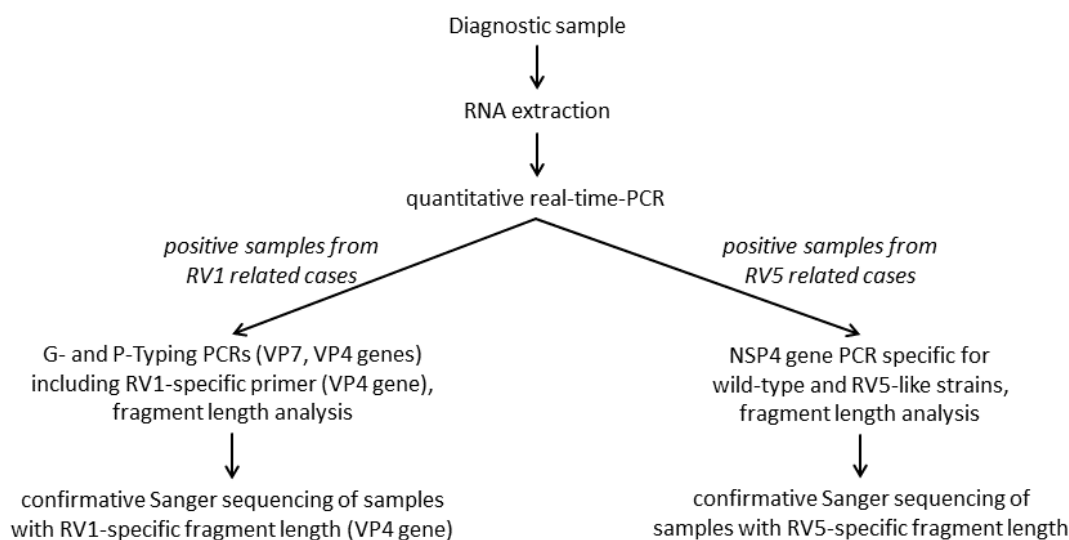 Diagnostic sample
RNA extraction
quantitative real-time-PCR
positive samples from
RV1 related cases
positive samples from
RV5 related cases
G- and P-Typing PCRs (VP7, VP4 genes)
including RV1-specific primer (VP4 gene),
fragment length analysis
NSP4 gene PCR specific for
wild-type and RV5-like strains,
fragment length analysis
confirmative Sanger sequencing of samples
with RV1-specific fragment length (VP4 gene)
confirmative Sanger sequencing of
samples with RV5-specific fragment length